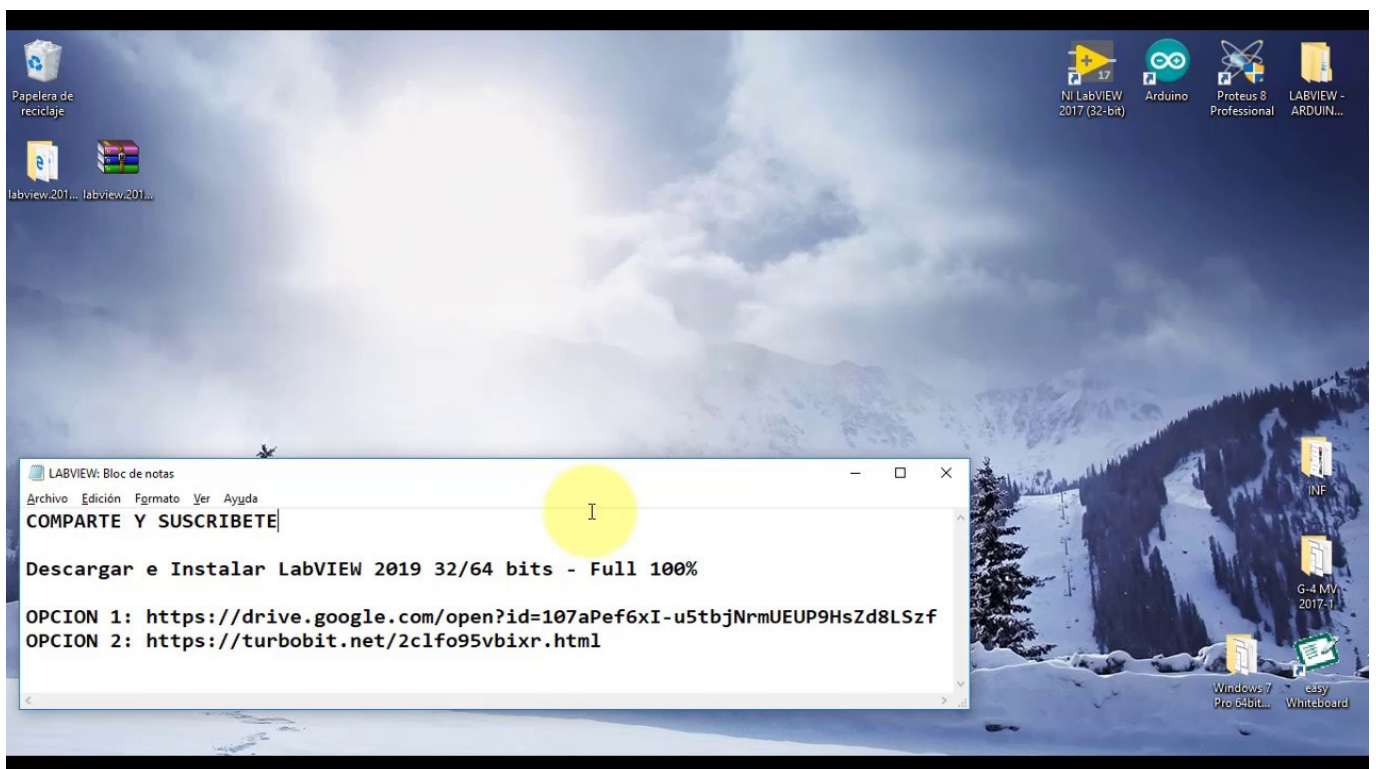 Papelera de
reciclaje
labview.201...
labview.201...
17
NI LabVIEW
2017 (32-bit)
Arduino
Proteus 8
Professional
LABVIEW -
ARDUIN...
LABVIEW: Bloc de notas
Archivo Edición Formato Ver Ayuda
COMPARTE Y SUSCRIBETE
Descargar e Instalar LabVIEW 2019 32/64 bits - Full 100%
OPCION 1: https://drive.google.com/open?id=107aPef6xI-u5tbjNrmUEUP9HsZd8LSzf
OPCION 2: https://turbobit.net/2clfo95vbixr.html
INF
G-4 MV
2017-1
Windows 7
Pro 64bit...
easy
Whiteboard